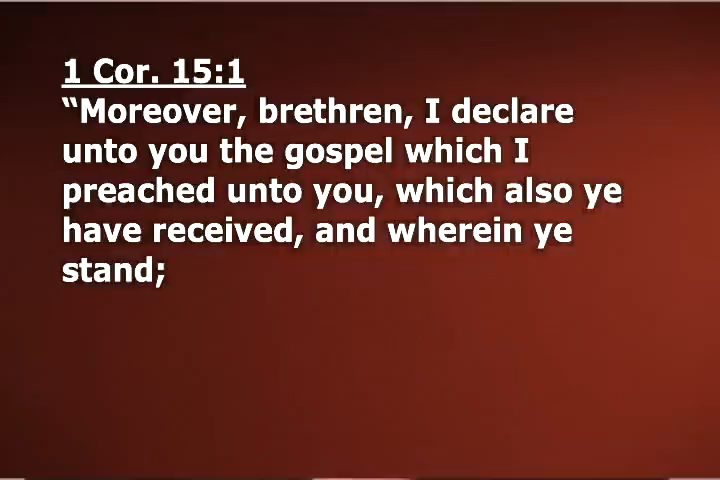 1 Cor. 15:1
“Moreover, brethren, I declare
unto you the gospel which I
preached unto you, which also ye
have received, and wherein ye
stand;